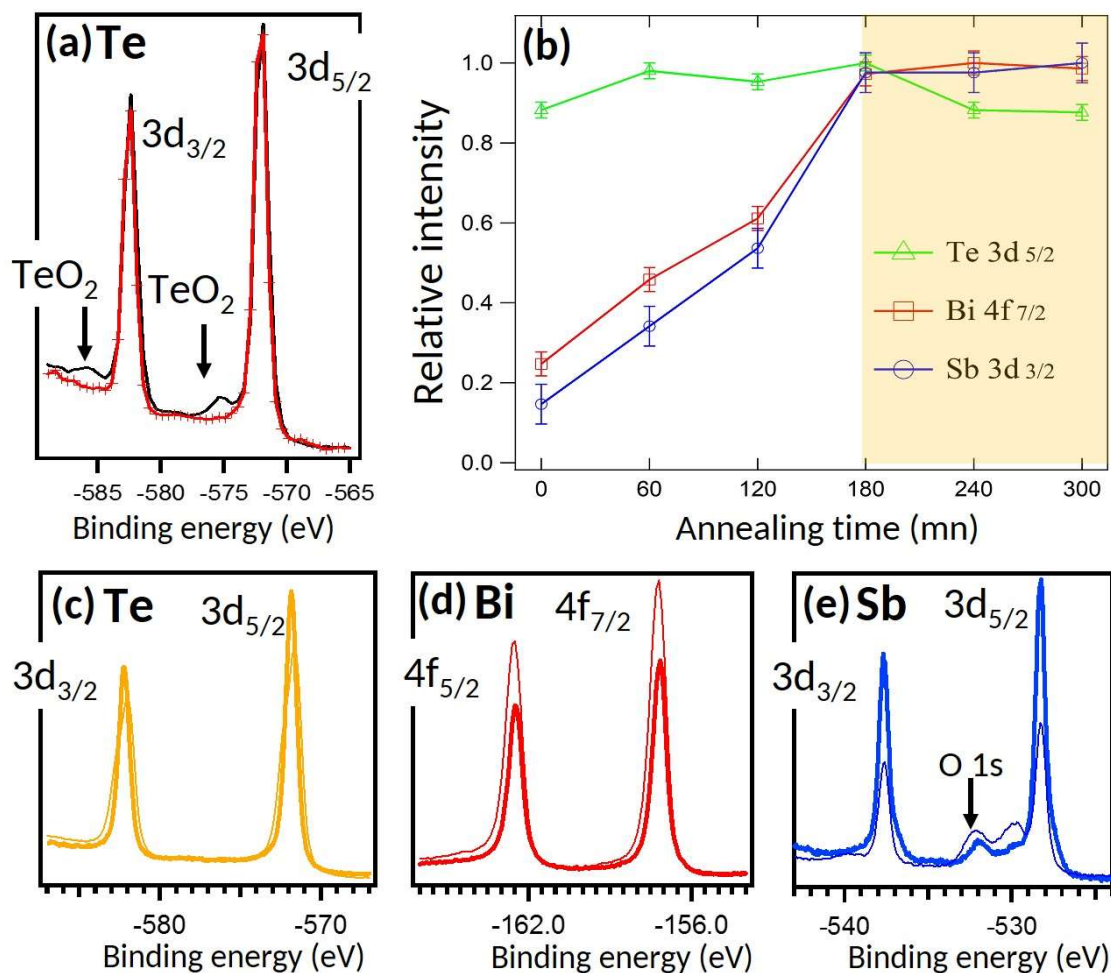 (a) Te
3d5/2
3d3/2
TeO2
TeO2
-585 -580 -575 -570 -565
Binding energy (eV)
(b)
1.0
0.8
0.6
0.4
0.2
0.0
Relative intensity
Te 3d 5/2
Bi 4f 7/2
Sb 3d 3/2
0 60 120 180 240 300
Annealing time (mn)
(c) Te
3d5/2
3d3/2
-580 -570
Binding energy (eV)
(d) Bi
4f7/2
4f5/2
-162.0 -156.0
Binding energy (eV)
(e) Sb
3d5/2
3d3/2
O 1s
-540 -530
Binding energy (eV)